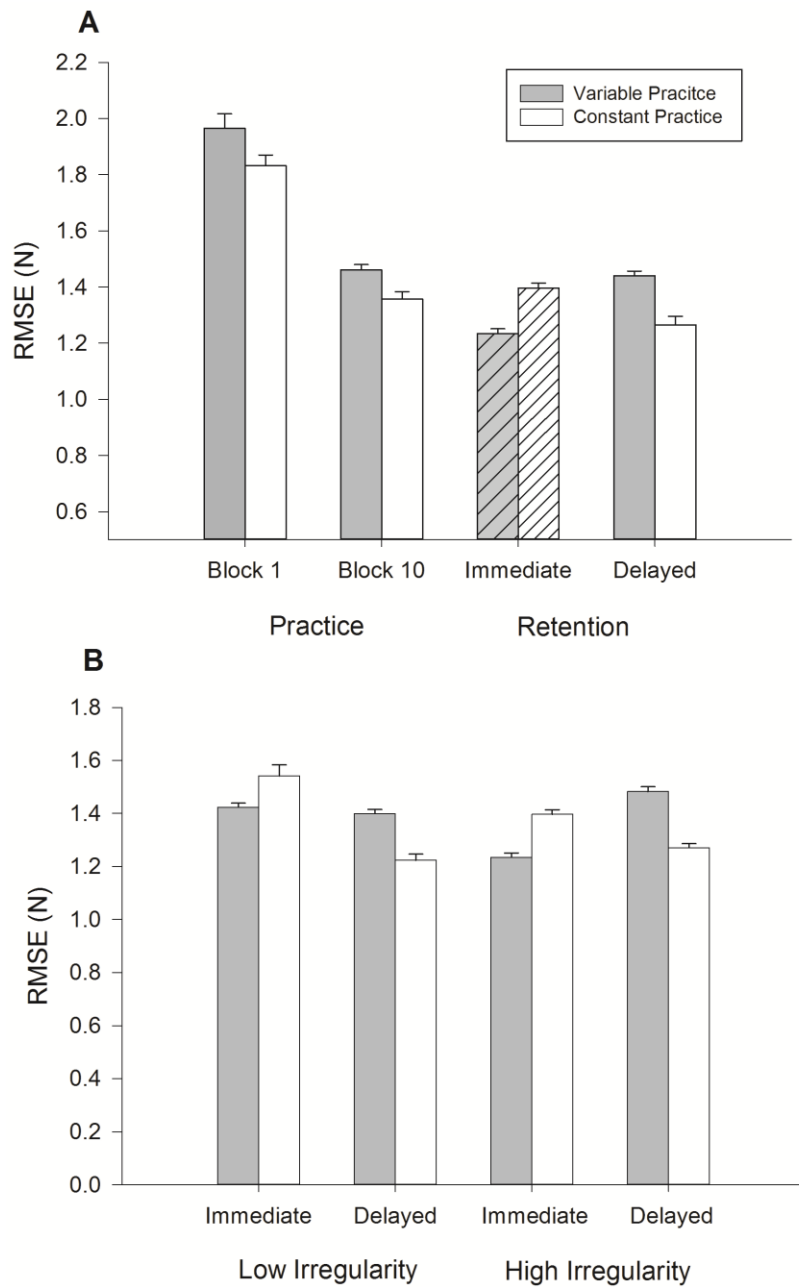 A
2.2
2.0
1.8
1.6
1.4
1.2
1.0
0.8
0.6
RMSE (N)
Variable Pracitce
Constant Practice
Block 1 Block 10 Immediate Delayed
Practice Retention
B
1.8
1.6
1.4
1.2
1.0
0.8
0.6
0.4
0.2
0.0
RMSE (N)
Immediate Delayed Immediate Delayed
Low Irregularity High Irregularity